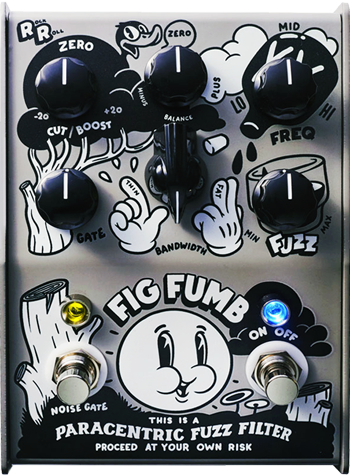 Rock
Roll
ZERO
-20 +20
CUT/BOOST
ZERO
MINUS
PLUS
BALANCE
MID
LO
HI
FREQ
GATE
THIN
FAT
BANDWIDTH
MIN
MAX
FUZZ
FIG FUMB
ON OFF
NOISE GATE
THIS IS A
PARACENTRIC FUZZ FILTER
PROCEED AT YOUR OWN RISK